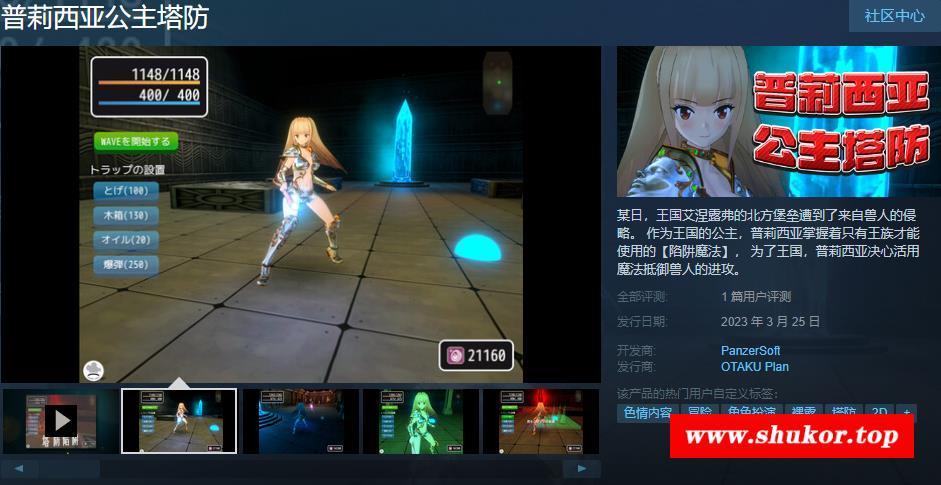 普莉西亚公主塔防
社区中心
1148/1148
400/ 400
WAVEを開始する
トラップの設置
とげ(100)
木箱(130)
オイル(20)
爆弾(250)
21160
普莉西亚
公主塔防
某日，王国艾涅露弗的北方堡垒遭到了来自兽人的侵
略。 作为王国的公主，普莉西亚掌握着只有王族才能
使用的【陷阱魔法】， 为了王国，普莉西亚决心活用
魔法抵御兽人的进攻。
全部评测: 1 篇用户评测
发行日期: 2023 年 3 月 25 日
开发商: PanzerSoft
发行商: OTAKU Plan
该产品的热门用户自定义标签:
色情内容 冒险 角色扮演 裸露 塔防 2D +
www.shukor.top